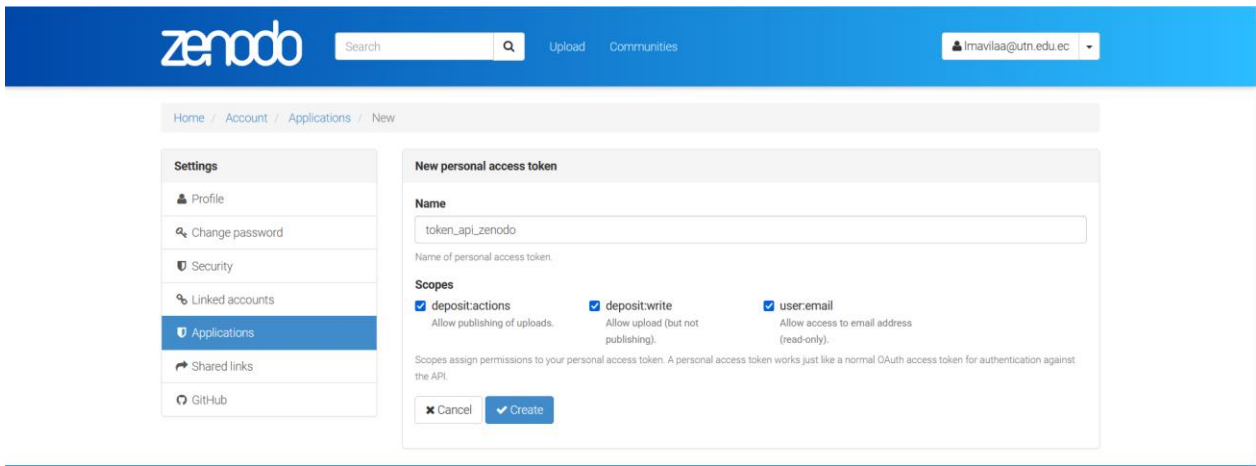 zenodo
Search
Upload
Communities
lmavilaa@utn.edu.ec
Home / Account / Applications / New
Settings
Profile
Change password
Security
Linked accounts
Applications
Shared links
GitHub
New personal access token
Name
token_api_zenodo
Name of personal access token.
Scopes
deposit:actions
Allow publishing of uploads.
deposit:write
Allow upload (but not
publishing).
user:email
Allow access to email address
(read-only).
Scopes assign permissions to your personal access token. A personal access token works just like a normal OAuth access token for authentication against
the API.
Cancel
Create